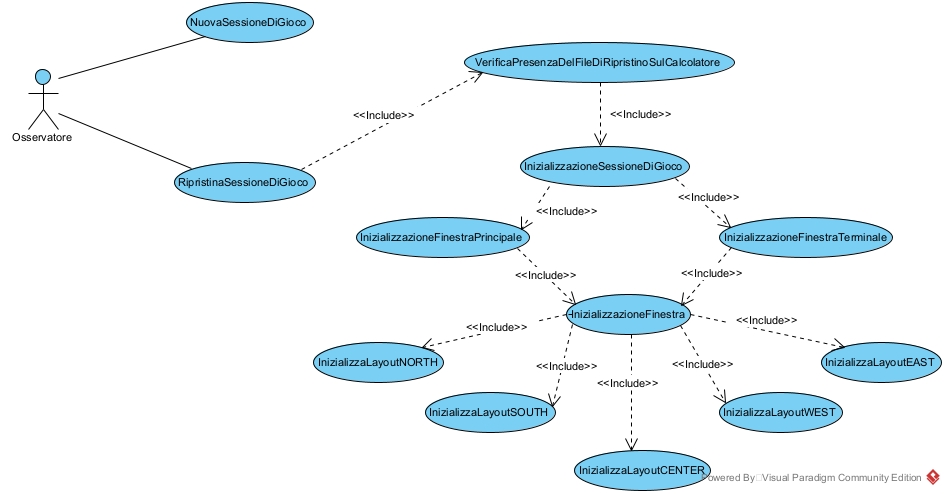 NuovaSessioneDiGioco
VerificaPresenzaDelFileDiRipristinoSulCalcolatore
<<Include>>
<<Include>>
Osservatore
InizializzazioneSessioneDiGioco
RipristinaSessioneDiGioco
<<Include>>
<<Include>>
InizializzazioneFinestraPrincipale
InizializzazioneFinestraTerminale
<<Include>>
<<Include>>
InizializzazioneFinestra
<<Include>>
<<Include>>
InizializzaLayoutNORTH
<<Include>>
<<Include>>
InizializzaLayoutEAST
<<Include>>
InizializzaLayoutSOUTH
InizializzaLayoutWEST
InizializzaLayoutCENTER
Powered By Visual Paradigm Community Edition